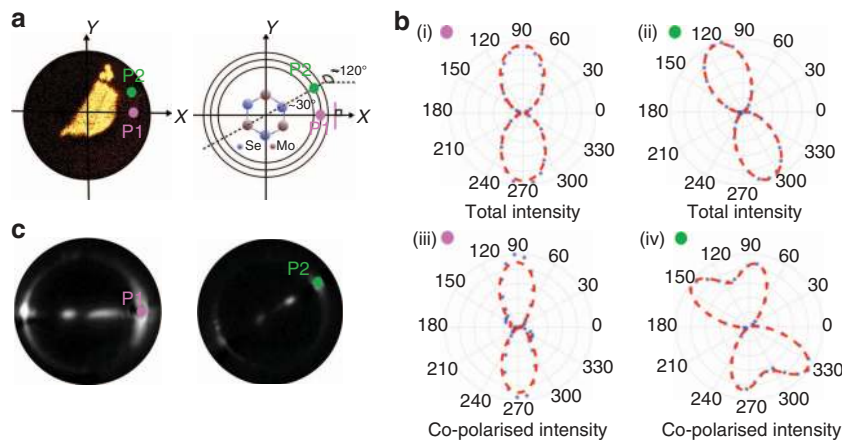 a
Y
P2
P1
X
Y
P2
~120°
~30°
X
Se Mo
b
(i)
90
120 60
150 30
180 0
210 330
240 300
270
Total intensity
(ii)
90
120 60
150 30
180 0
210 330
240 300
270
Total intensity
c
P1
P2
(iii)
90
120 60
150 30
180 0
210 330
240 300
270
Co-polarised intensity
(iv)
90
120 60
150 30
180 0
210 330
240 300
270
Co-polarised intensity